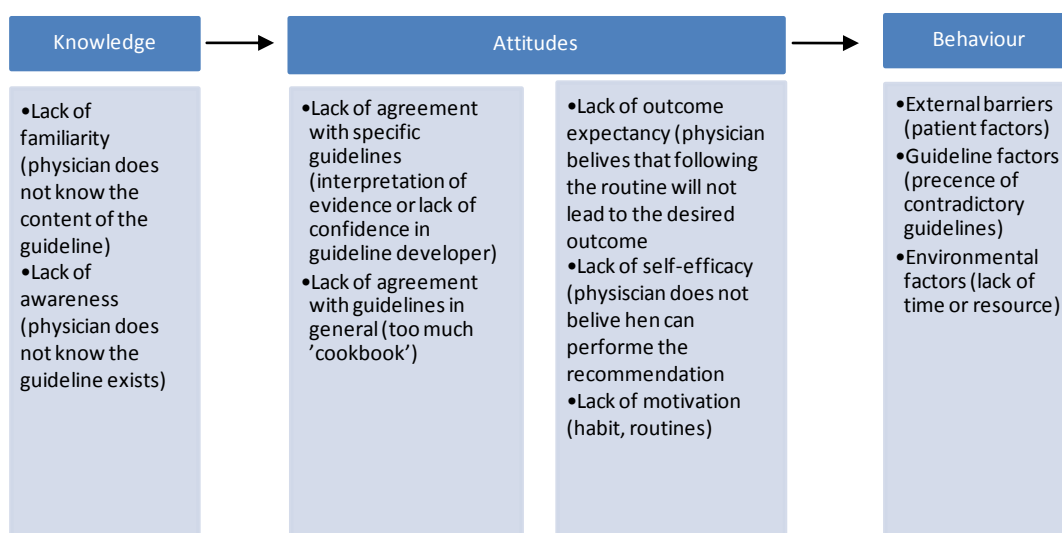 Knowledge
Attitudes
Behaviour
•Lack of
familiarity
(physician does
not know the
content of the
guideline)
•Lack of
awareness
(physician does
not know the
guideline exists)
•Lack of agreement
with specific
guidelines
(interpretation of
evidence or lack of
confidence in
guideline developer)
•Lack of agreement
with guidelines in
general (too much
’cookbook’)
•Lack of outcome
expectancy (physician
belives that following
the routine will not
lead to the desired
outcome
•Lack of self-efficacy
(physiscian does not
belive hen can
performe the
recommendation
•Lack of motivation
(habit, routines)
•External barriers
(patient factors)
•Guideline factors
(precence of
contradictory
guidelines)
•Environmental
factors (lack of
time or resource)